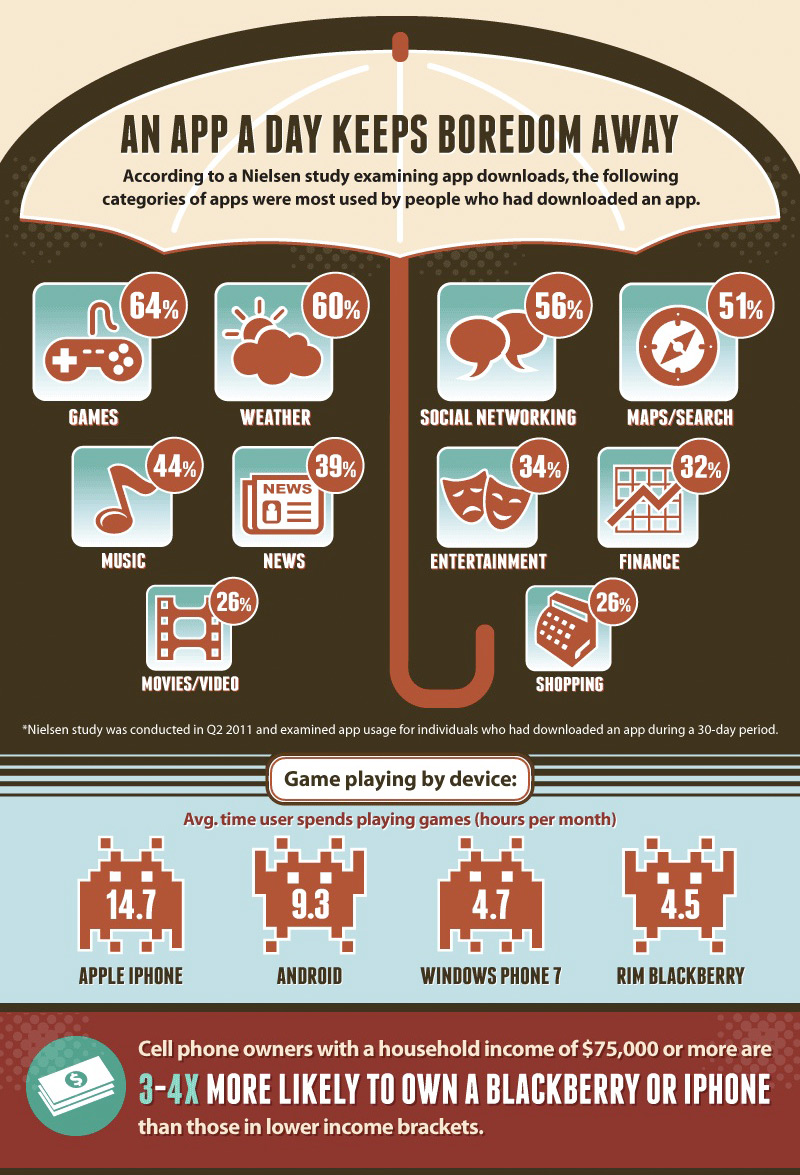 AN APP A DAY KEEPS BOREDOM AWAY
According to a Nielsen study examining app downloads, the following
categories of apps were most used by people who had downloaded an app.
64%
GAMES
60%
WEATHER
56%
SOCIAL NETWORKING
51%
MAPS/SEARCH
44%
MUSIC
39%
NEWS
NEWS
34%
ENTERTAINMENT
32%
FINANCE
26%
MOVIES/VIDEO
26%
SHOPPING
*Nielsen study was conducted in Q2 2011 and examined app usage for individuals who had downloaded an app during a 30-day period.
Game playing by device:
Avg. time user spends playing games (hours per month)
14.7
APPLE IPHONE
9.3
ANDROID
4.7
WINDOWS PHONE 7
4.5
RIM BLACKBERRY
$
Cell phone owners with a household income of $75,000 or more are
3-4X MORE LIKELY TO OWN A BLACKBERRY OR IPHONE
than those in lower income brackets.